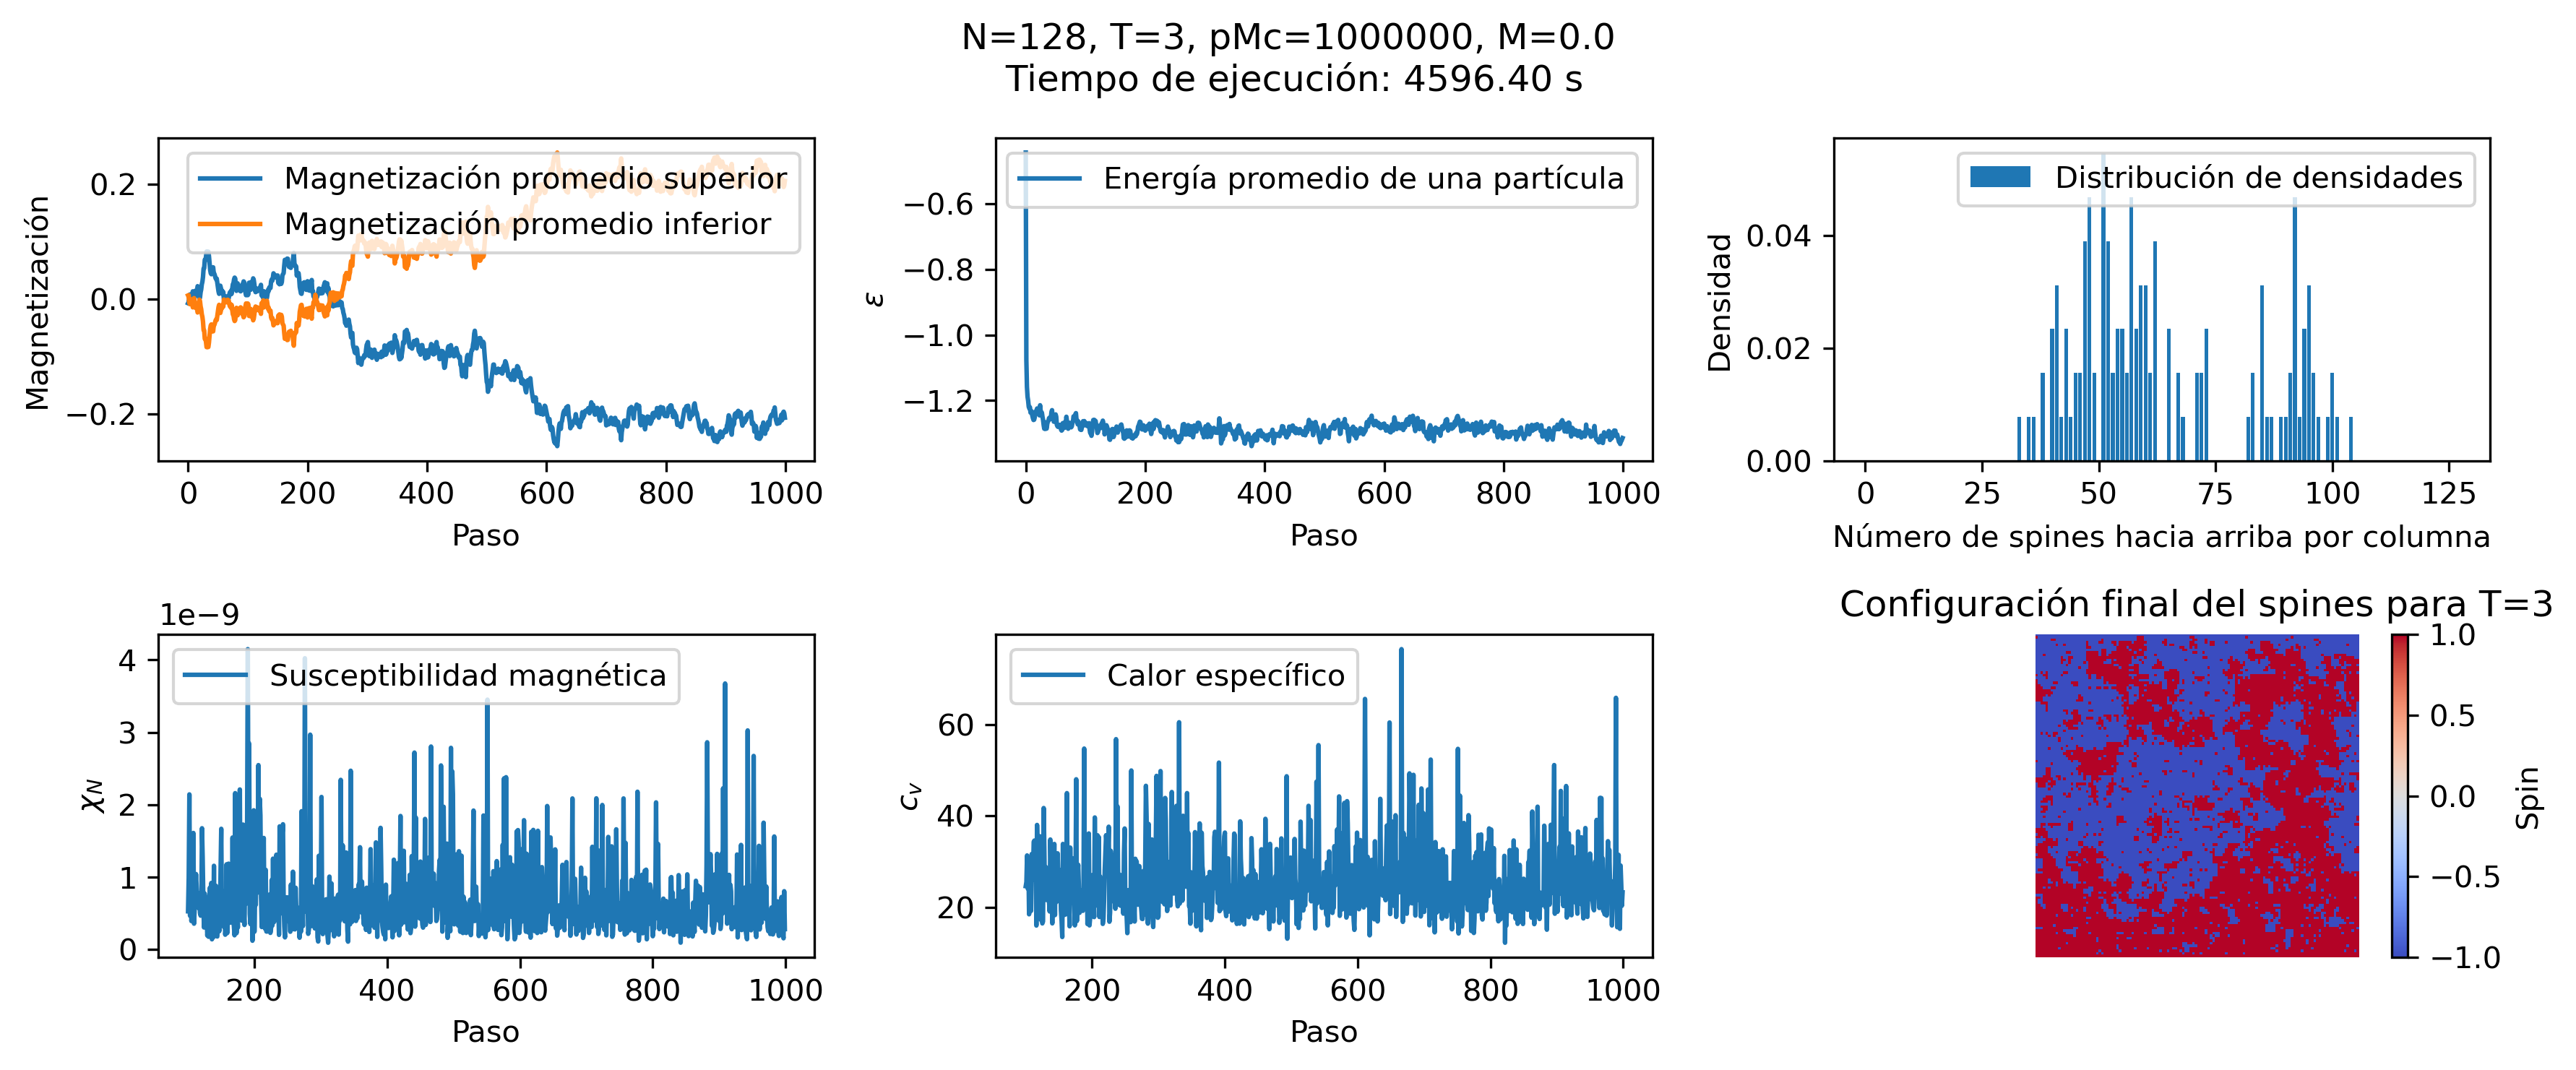 N=128, T=3, pMc=1000000, M=0.0
Tiempo de ejecución: 4596.40 s
Magnetización
0.2
0.0
−0.2
Magnetización promedio superior
Magnetización promedio inferior
0 200 400 600 800 1000
Paso
ε
−0.6
−0.8
−1.0
−1.2
Energía promedio de una partícula
0 200 400 600 800 1000
Paso
Densidad
0.04
0.02
0.00
Distribución de densidades
0 25 50 75 100 125
Número de spines hacia arriba por columna
1e−9
χN
4
3
2
1
0
Susceptibilidad magnética
200 400 600 800 1000
Paso
cv
60
40
20
Calor específico
200 400 600 800 1000
Paso
Configuración final del spines para T=3
1.0
0.5
0.0
−0.5
−1.0
Spin